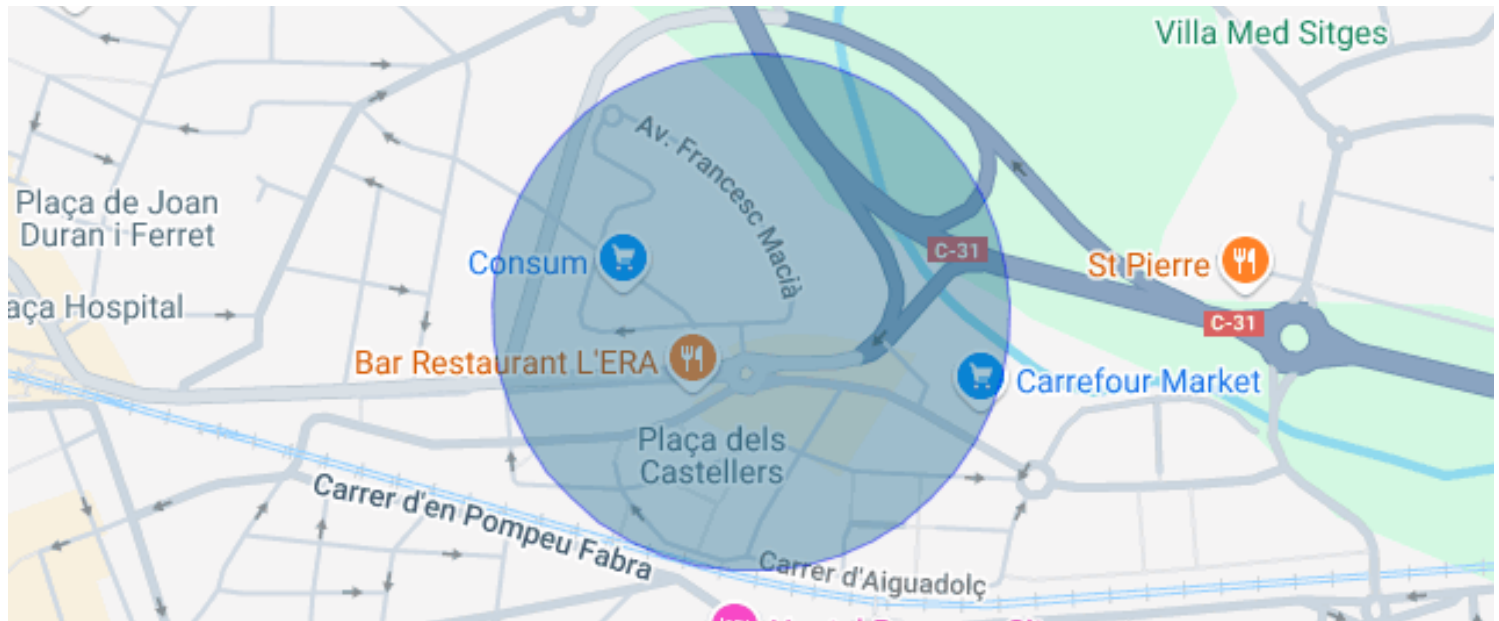 Villa Med Sitges
Av. Francesc Macià
Plaça de Joan
Duran i Ferret
Consum
C-31
St Pierre
aça Hospital
C-31
Bar Restaurant L'ERA
Carrefour Market
Plaça dels
Castellers
Carrer d'en Pompeu Fabra
Carrer d'Aiguadolç